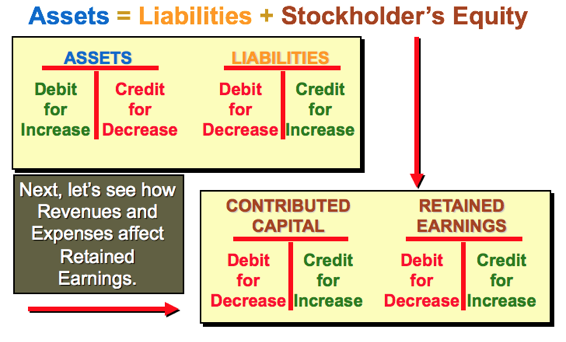 Assets = Liabilities + Stockholder's Equity
ASSETS
Debit
for
Increase
Credit
for
Decrease
LIABILITIES
Debit
for
Decrease
Credit
for
Increase
Next, let's see how
Revenues and
Expenses affect
Retained
Earnings.
CONTRIBUTED
CAPITAL
Debit
for
Decrease
Credit
for
Increase
RETAINED
EARNINGS
Debit
for
Decrease
Credit
for
Increase